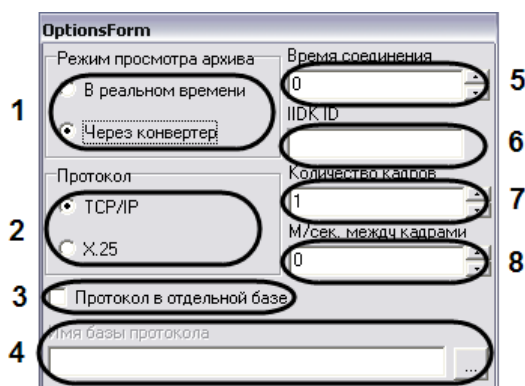 OptionsForm
Режим просмотра архива
В реальном времени
Через конвертер
1
Протокол
TCP/IP
X.25
2
Протокол в отдельной базе
3
Имя базы протокола
...
4
Время соединения
0
5
IIDK ID
6
Количество кадров
1
7
М/сек. между кадрами
0
8